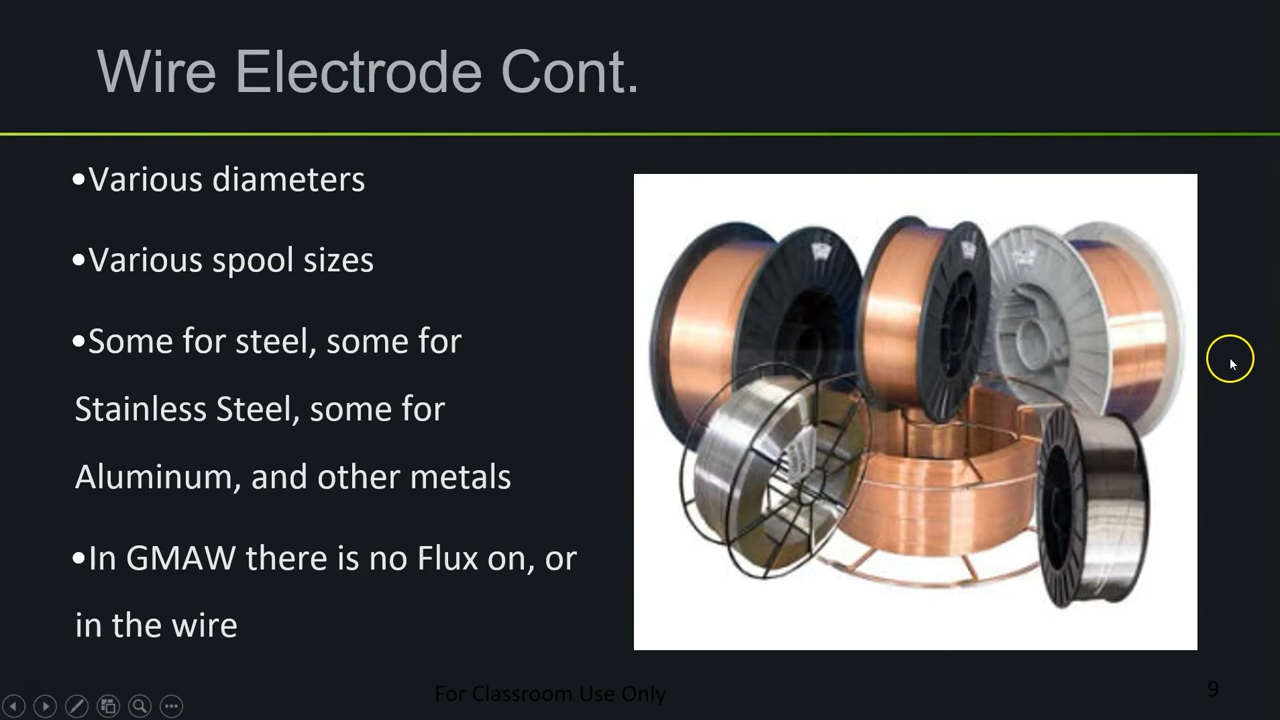 Wire Electrode Cont.
•Various diameters
•Various spool sizes
•Some for steel, some for
Stainless Steel, some for
Aluminum, and other metals
•In GMAW there is no Flux on, or
in the wire
For Classroom Use Only
9